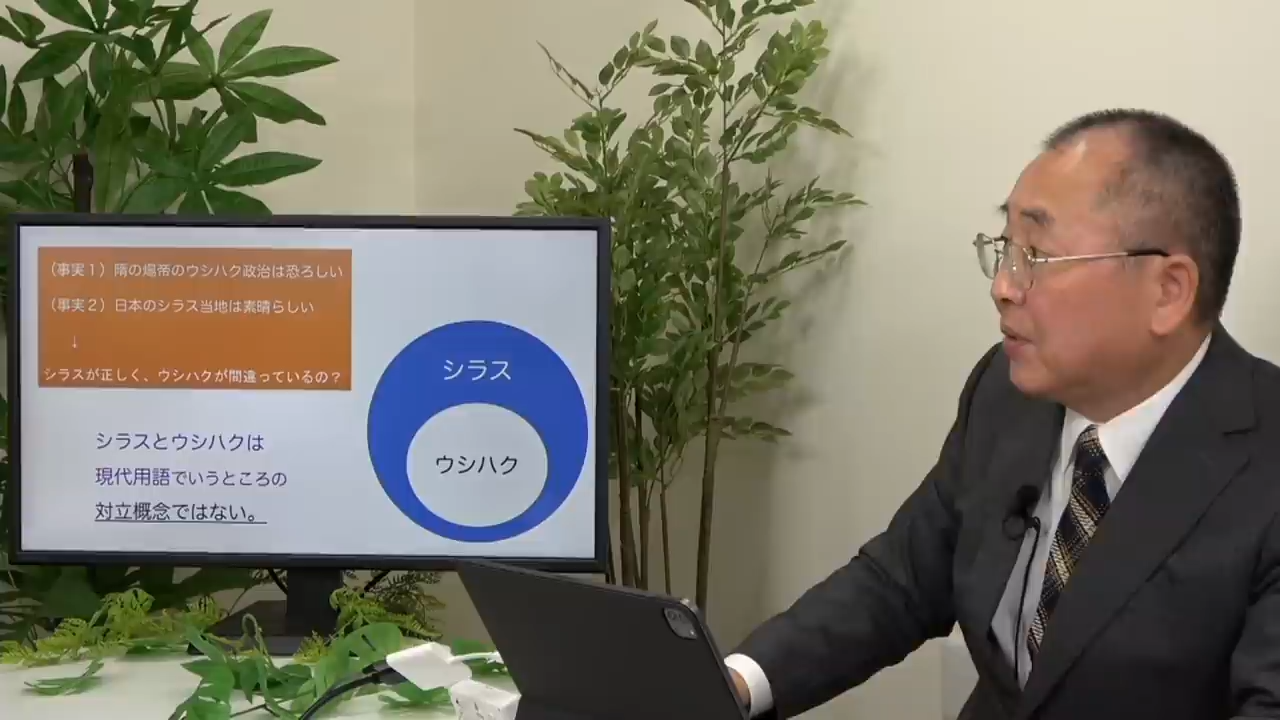 （事実１）隋の煬帝のウシハク政治は恐ろしい
（事実２）日本のシラス当地は素晴らしい
↓
シラスが正しく、ウシハクが間違っているの？
シラスとウシハクは
現代用語でいうところの
対立概念ではない。
シラス
ウシハク